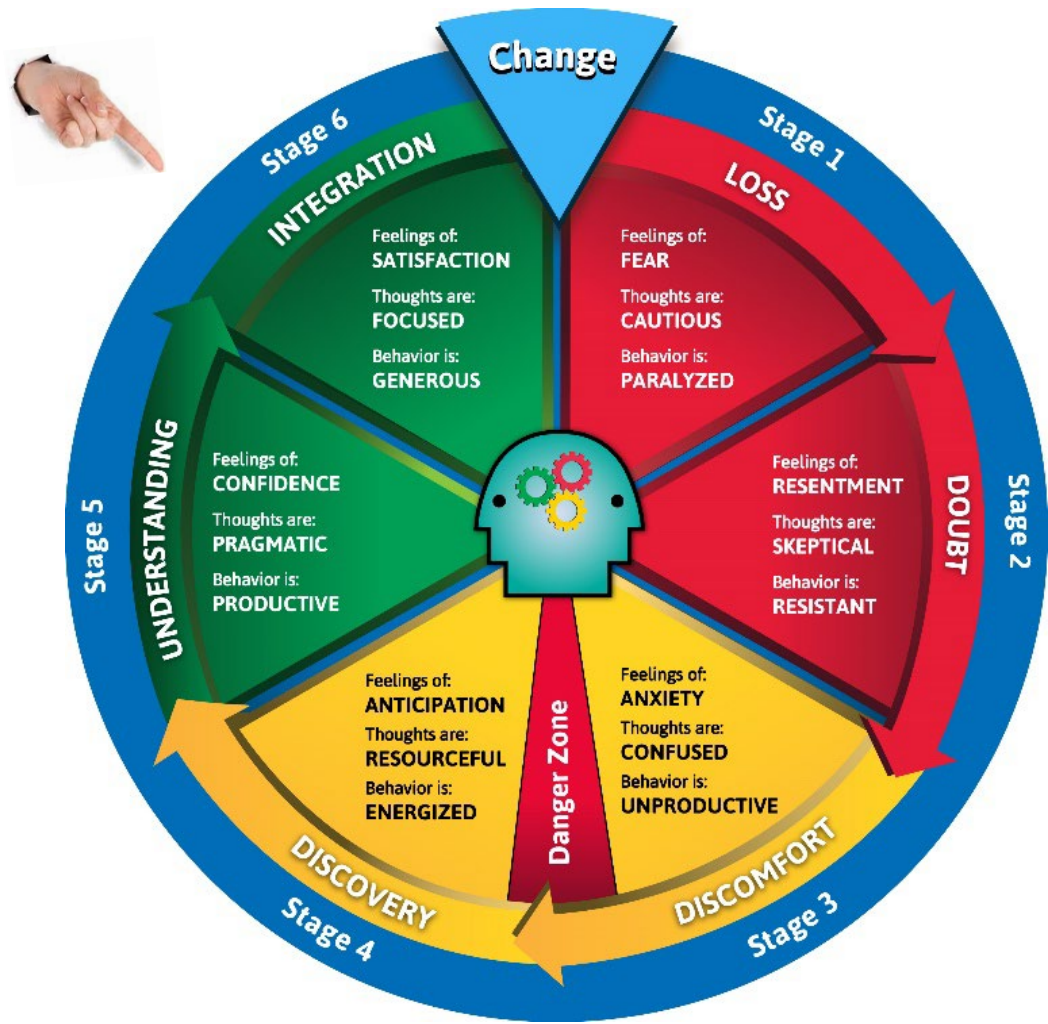 Change
Stage 1
LOSS
Feelings of:
FEAR
Thoughts are:
CAUTIOUS
Behavior is:
PARALYZED
Stage 2
DOUBT
Feelings of:
RESENTMENT
Thoughts are:
SKEPTICAL
Behavior is:
RESISTANT
Stage 3
DISCOMFORT
Feelings of:
ANXIETY
Thoughts are:
CONFUSED
Behavior is:
UNPRODUCTIVE
Danger Zone
Stage 4
DISCOVERY
Feelings of:
ANTICIPATION
Thoughts are:
RESOURCEFUL
Behavior is:
ENERGIZED
Stage 5
UNDERSTANDING
Feelings of:
CONFIDENCE
Thoughts are:
PRAGMATIC
Behavior is:
PRODUCTIVE
Stage 6
INTEGRATION
Feelings of:
SATISFACTION
Thoughts are:
FOCUSED
Behavior is:
GENEROUS